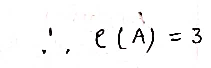 ∴ ρ(A) = 3